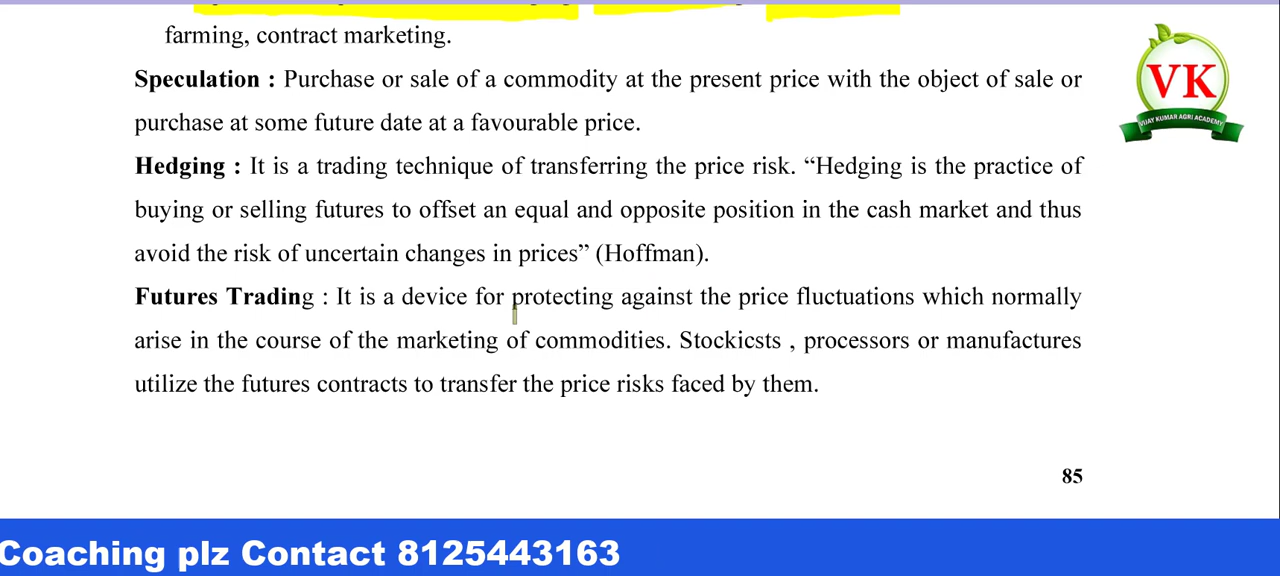 farming, contract marketing.
Speculation : Purchase or sale of a commodity at the present price with the object of sale or
purchase at some future date at a favourable price.
Hedging : It is a trading technique of transferring the price risk. “Hedging is the practice of
buying or selling futures to offset an equal and opposite position in the cash market and thus
avoid the risk of uncertain changes in prices” (Hoffman).
Futures Trading : It is a device for protecting against the price fluctuations which normally
arise in the course of the marketing of commodities. Stockicsts , processors or manufactures
utilize the futures contracts to transfer the price risks faced by them.
85
VK
VIJAY KUMAR AGRI ACADEMY
Coaching plz Contact 8125443163